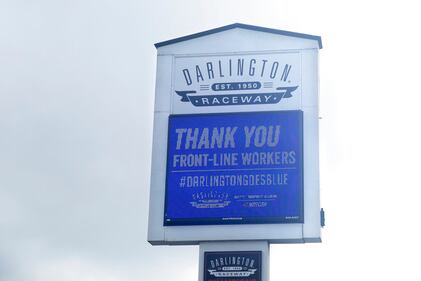 DARLINGTON
EST. 1950
RACEWAY
THANK YOU
FRONT-LINE WORKERS
#DARLINGTONGOESBLUE
DARLINGTON
RACEWAY